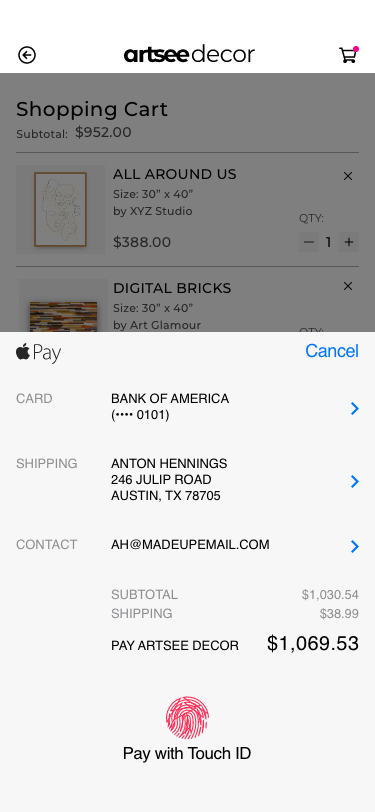 artsee decor
Shopping Cart
Subtotal: $952.00
ALL AROUND US
Size: 30” x 40”
by XYZ Studio
QTY:
$388.00
1
DIGITAL BRICKS
Size: 30” x 40”
by Art Glamour
QTY:
Pay
Cancel
CARD
BANK OF AMERICA
(•••• 0101)
SHIPPING
ANTON HENNINGS
246 JULIP ROAD
AUSTIN, TX 78705
CONTACT
AH@MADEUPEMAIL.COM
SUBTOTAL $1,030.54
SHIPPING $38.99
PAY ARTSEE DECOR $1,069.53
Pay with Touch ID